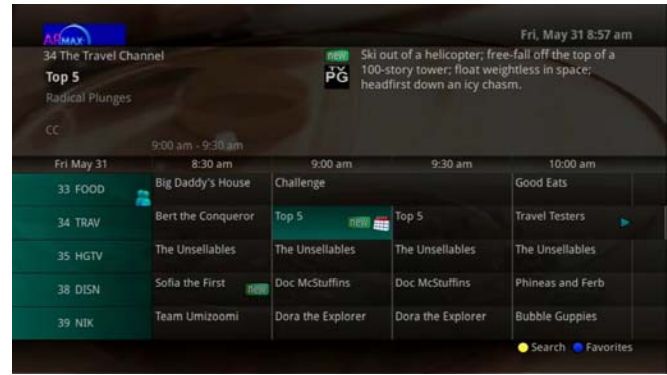 ARMAX
Fri, May 31 8:57 am
34 The Travel Channel
Top 5
Radical Plunges
CC
9:00 am - 9:30 am
new
TV
PG
Ski out of a helicopter; free-fall off the top of a
100-story tower; float weightless in space;
headfirst down an icy chasm.
Fri May 31 8:30 am 9:00 am 9:30 am 10:00 am
33 FOOD Big Daddy's House Challenge Good Eats
34 TRAV Bert the Conqueror Top 5 new Top 5 Travel Testers
35 HGTV The Unsellables The Unsellables The Unsellables The Unsellables
38 DISN Sofia the First new Doc McStuffins Doc McStuffins Phineas and Ferb
39 NIK Team Umizoomi Dora the Explorer Dora the Explorer Bubble Guppies
Search Favorites